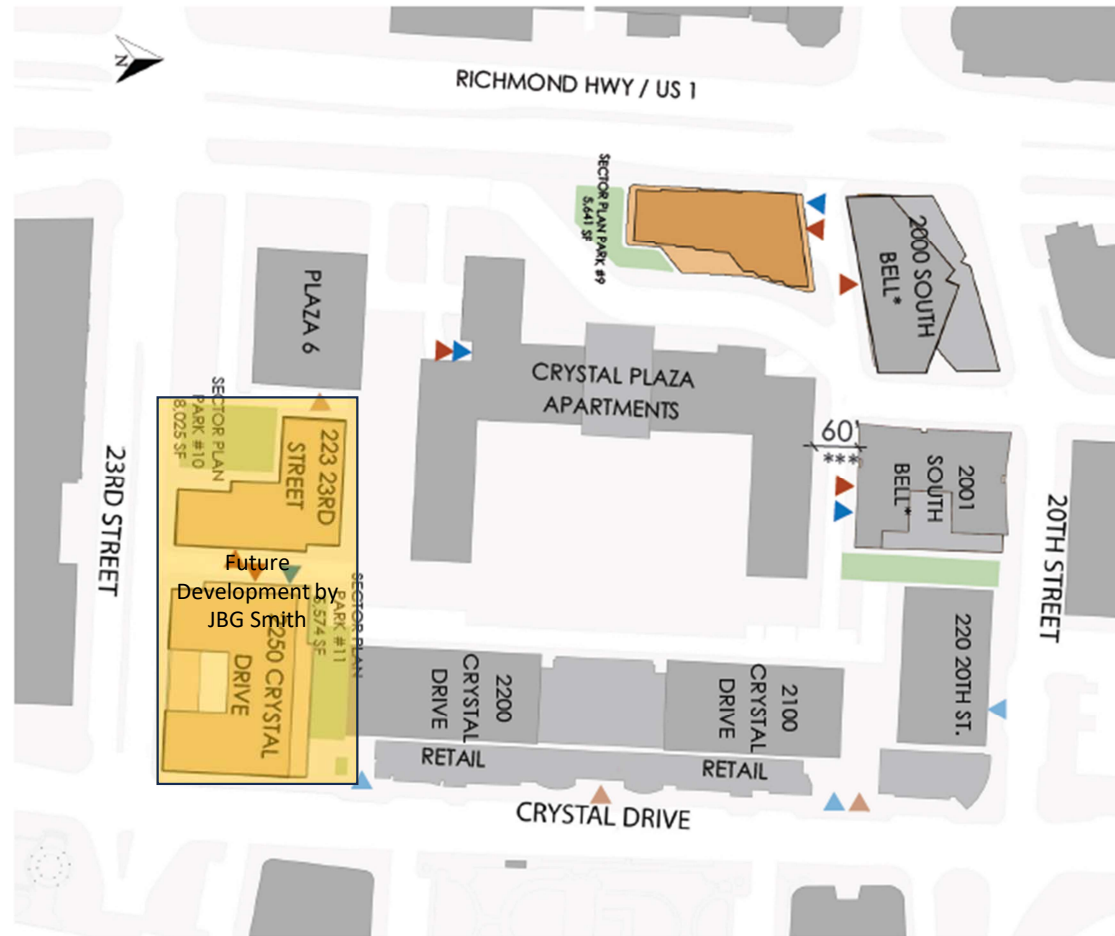 N
RICHMOND HWY / US 1
SECTOR PLAN PARK #9
5,641 SF
2000 SOUTH
BELL*
PLAZA 6
CRYSTAL PLAZA
APARTMENTS
60'
***
2001
SOUTH
BELL*
SECTOR PLAN
PARK #10
8,025 SF
223 23RD
STREET
23RD STREET
20TH STREET
Future
Development by
JBG Smith
SECTOR PLAN
PARK #11
5,574 SF
2250 CRYSTAL
DRIVE
2200
CRYSTAL
DRIVE
2100
CRYSTAL
DRIVE
220 20TH ST.
RETAIL
RETAIL
CRYSTAL DRIVE